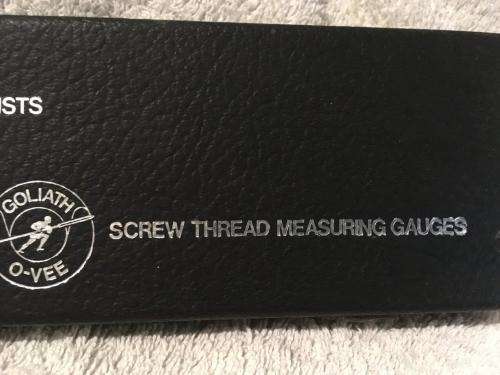 ISTS
GOLIATH
O-VEE
SCREW THREAD MEASURING GAUGES